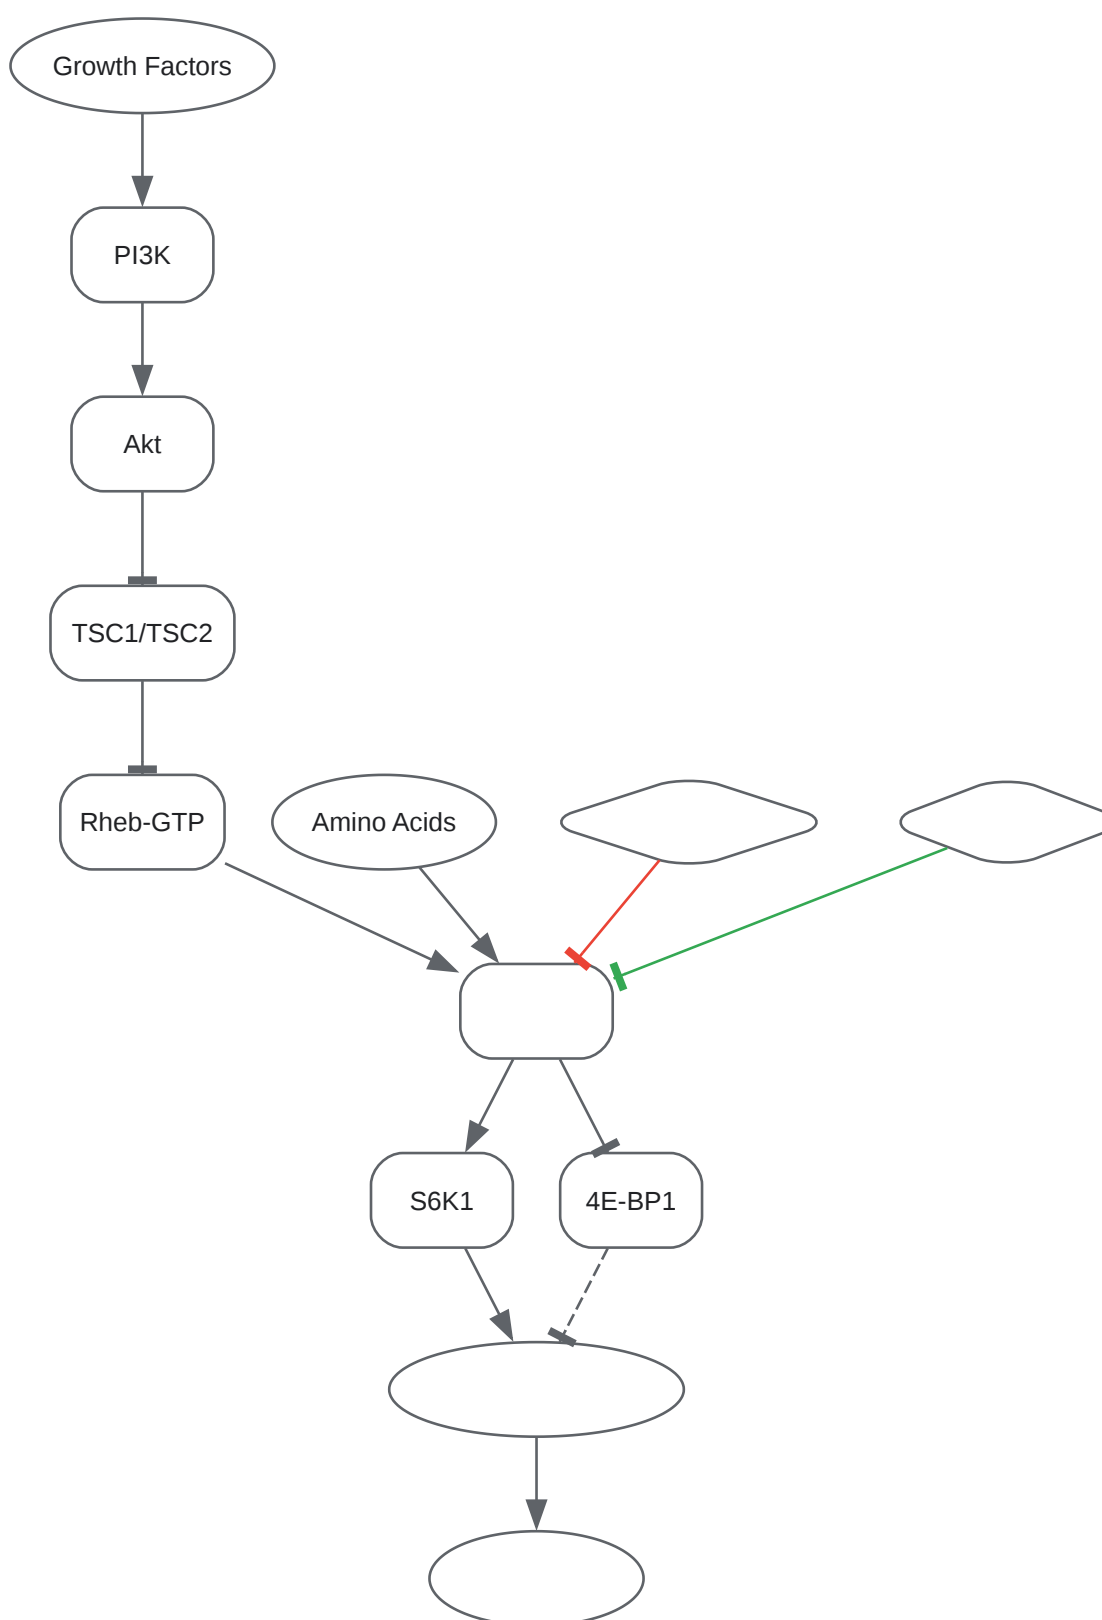 Growth Factors
PI3K
Akt
TSC1/TSC2
Rheb-GTP
Amino Acids
S6K1
4E-BP1